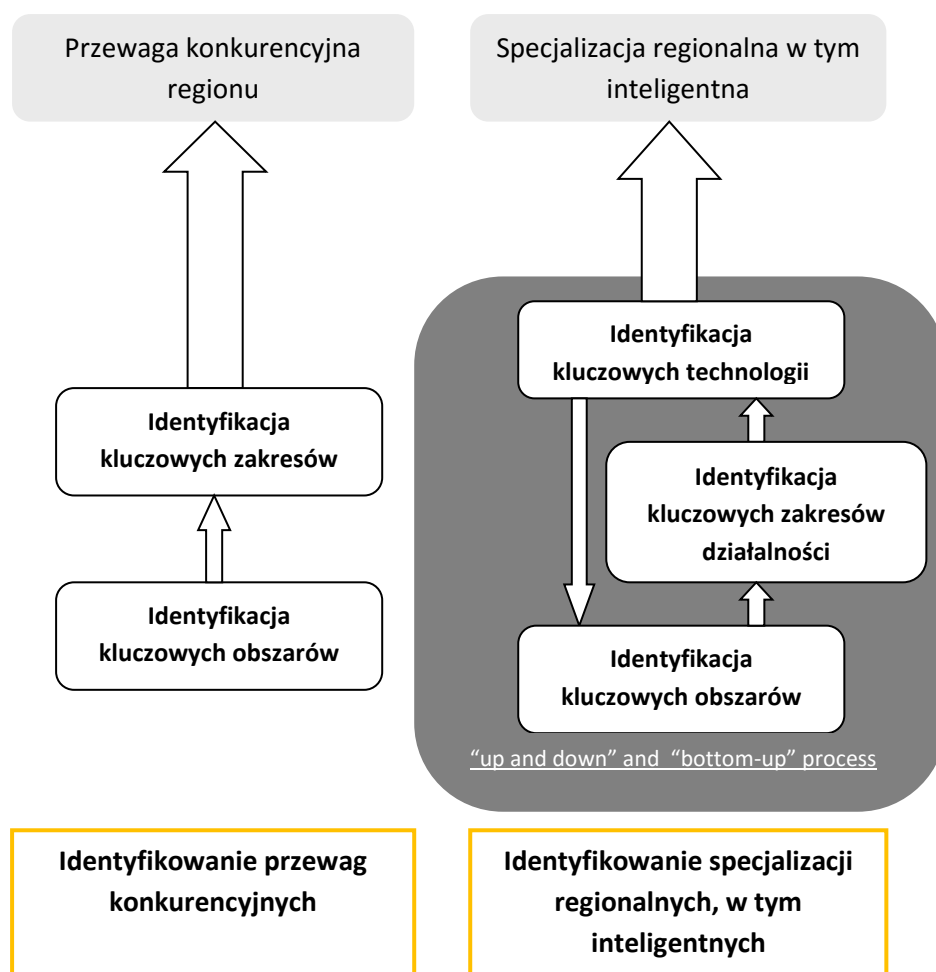 Przewaga konkurencyjna
regionu
Specjalizacja regionalna w tym
inteligentna
Identyfikacja
kluczowych zakresów
Identyfikacja
kluczowych obszarów
Identyfikacja
kluczowych technologii
Identyfikacja
kluczowych zakresów
działalności
Identyfikacja
kluczowych obszarów
“up and down” and “bottom-up” process
Identyfikowanie przewag
konkurencyjnych
Identyfikowanie specjalizacji
regionalnych, w tym
inteligentnych